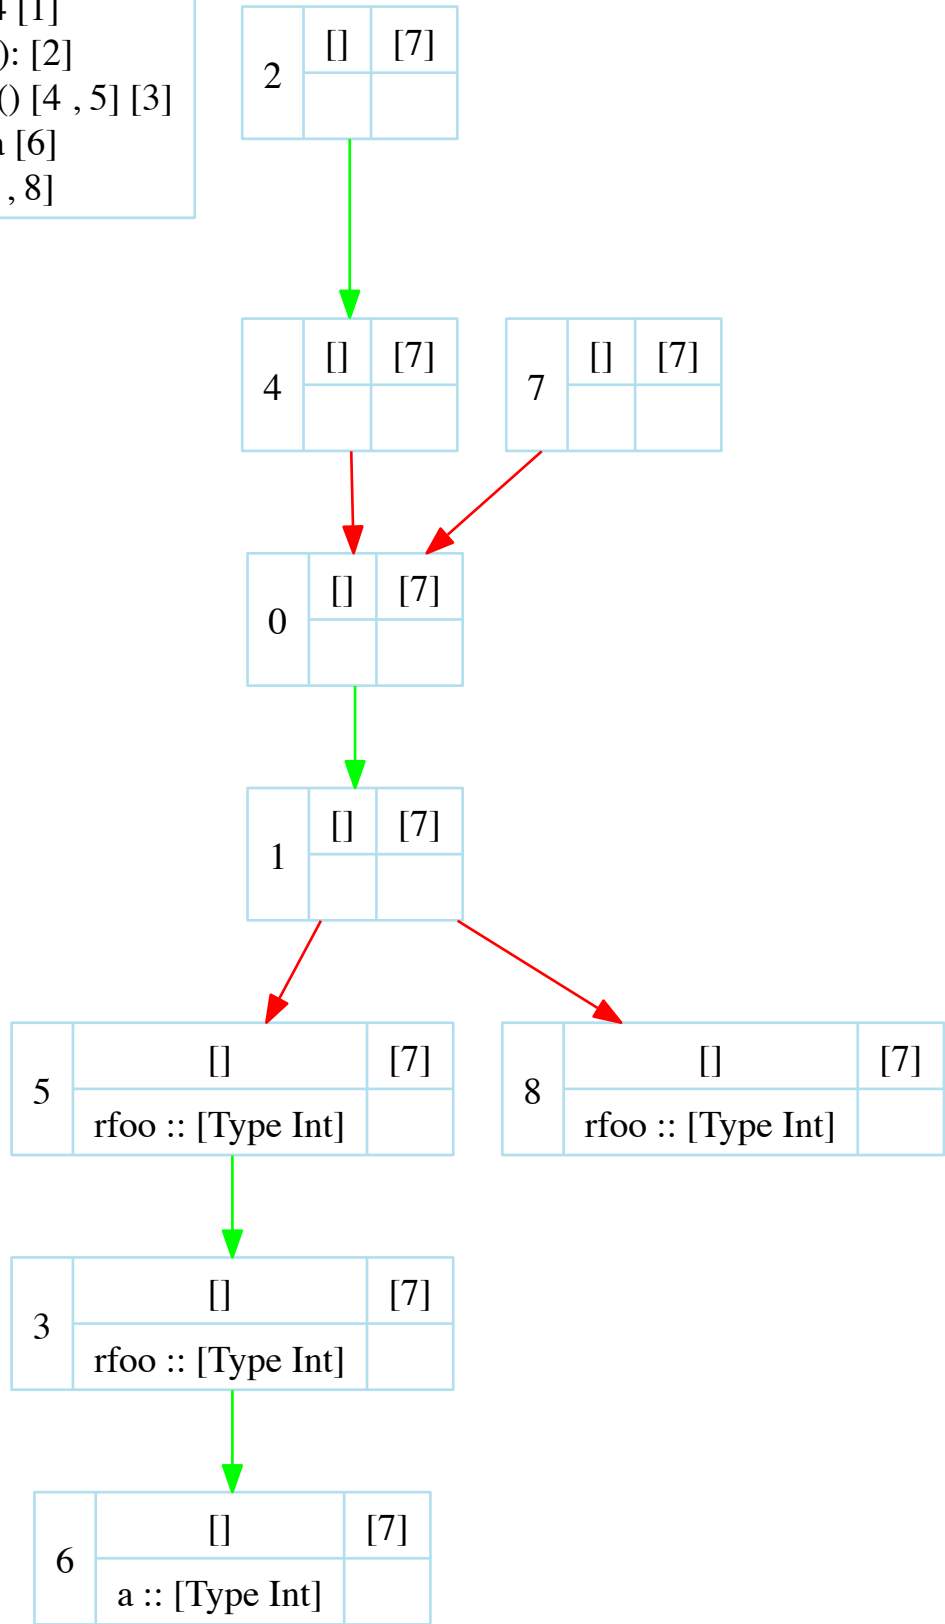 4 [1]
): [2]
() [4 , 5] [3]
a [6]
, 8]
2 [] [7]
4 [] [7]
7 [] [7]
0 [] [7]
1 [] [7]
5 [] [7]
rfoo :: [Type Int]
8 [] [7]
rfoo :: [Type Int]
3 [] [7]
rfoo :: [Type Int]
6 [] [7]
a :: [Type Int]